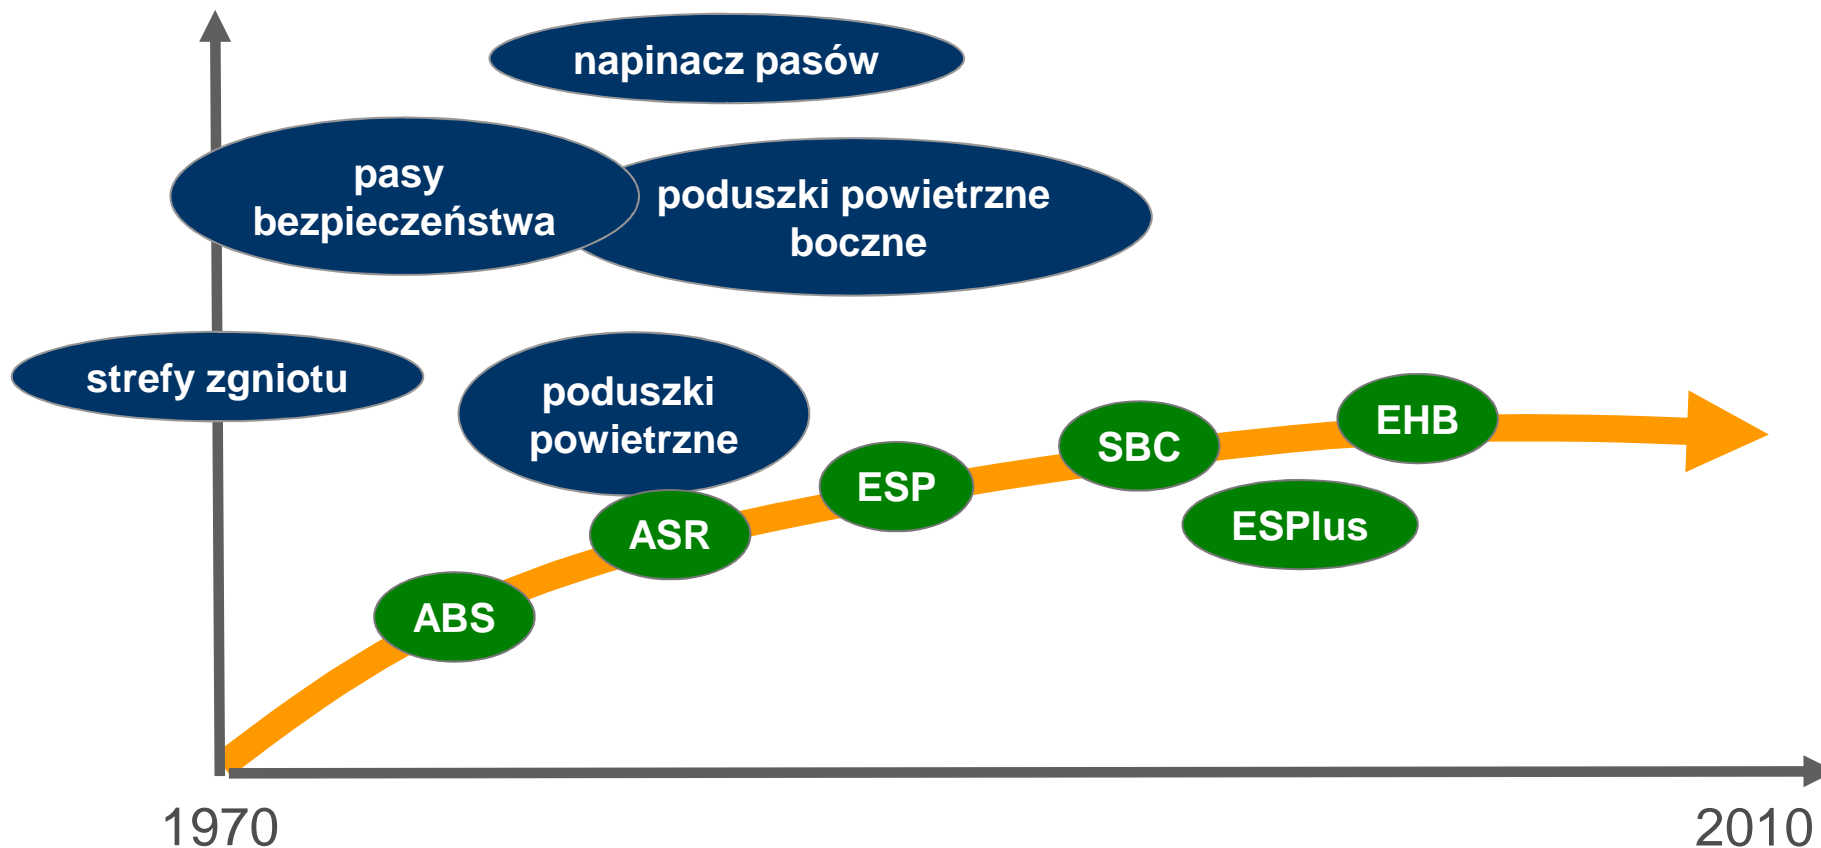 napinacz pasów
pasy
bezpieczeństwa
poduszki powietrzne
boczne
strefy zgniotu
poduszki
powietrzne
EHB
SBC
ESP
ESPlus
ASR
ABS
1970
2010